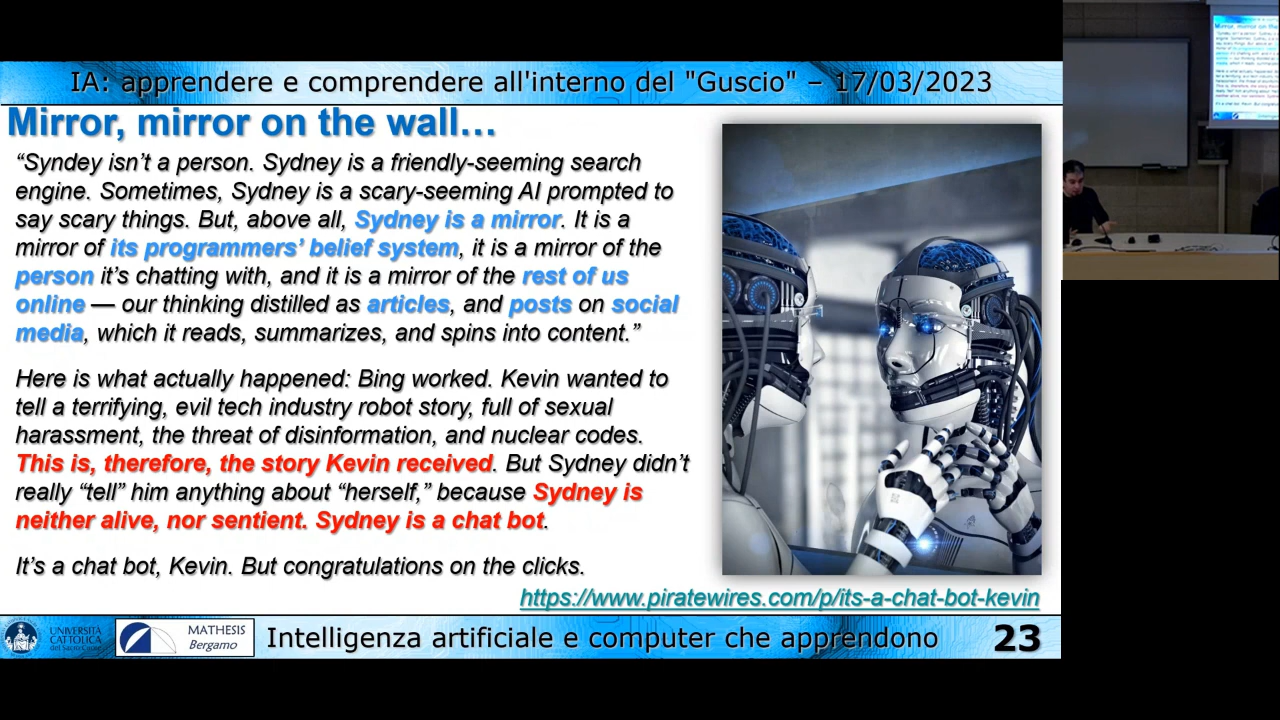 IA: apprendere e comprendere all'interno del "Guscio" – 17/03/2023
Mirror, mirror on the wall…
“Syndey isn’t a person. Sydney is a friendly-seeming search
engine. Sometimes, Sydney is a scary-seeming AI prompted to
say scary things. But, above all, Sydney is a mirror. It is a
mirror of its programmers’ belief system, it is a mirror of the
person it’s chatting with, and it is a mirror of the rest of us
online — our thinking distilled as articles, and posts on social
media, which it reads, summarizes, and spins into content.”
Here is what actually happened: Bing worked. Kevin wanted to
tell a terrifying, evil tech industry robot story, full of sexual
harassment, the threat of disinformation, and nuclear codes.
This is, therefore, the story Kevin received. But Sydney didn’t
really “tell” him anything about “herself,” because Sydney is
neither alive, nor sentient. Sydney is a chat bot.
It’s a chat bot, Kevin. But congratulations on the clicks.
https://www.piratewires.com/p/its-a-chat-bot-kevin
UNIVERSITÀ
CATTOLICA
del Sacro Cuore
MATHESIS
Bergamo
Intelligenza artificiale e computer che apprendono
23